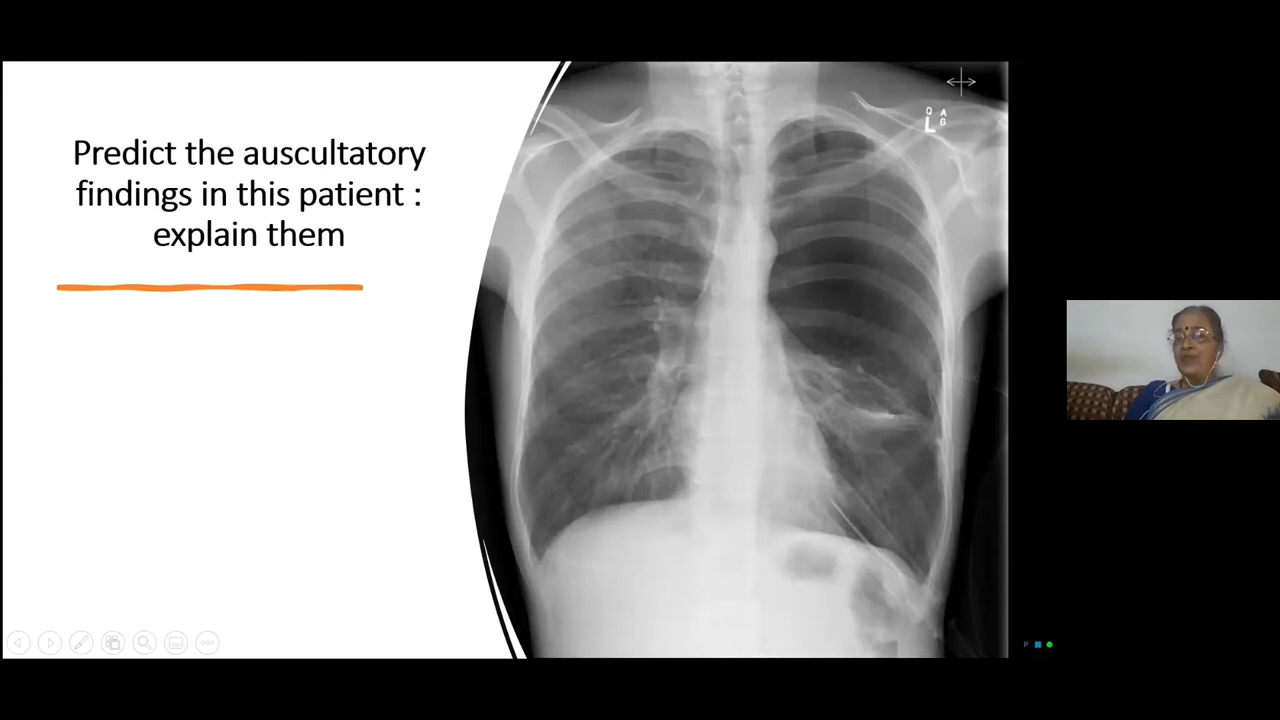 Predict the auscultatory
findings in this patient :
explain them
Q A
L G
P